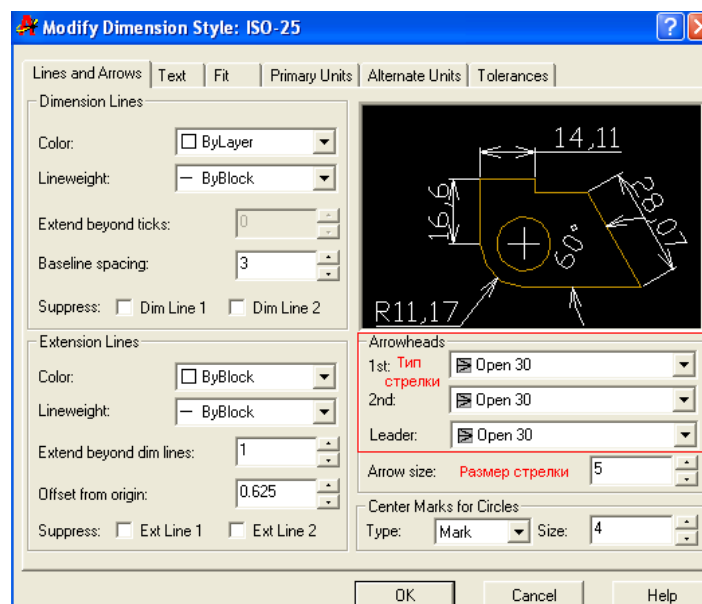 Modify Dimension Style: ISO-25
Lines and Arrows Text Fit Primary Units Alternate Units Tolerances
Dimension Lines
Color: ByLayer
Lineweight: ByBlock
Extend beyond ticks: 0
Baseline spacing: 3
Suppress: Dim Line 1 Dim Line 2
Extension Lines
Color: ByBlock
Lineweight: ByBlock
Extend beyond dim lines: 1
Offset from origin: 0.625
Suppress: Ext Line 1 Ext Line 2
14,11
16,6
28,07
60°
R11,17
Arrowheads
1st: Тип Open 30
стрелки
2nd: Open 30
Leader: Open 30
Arrow size: Размер стрелки 5
Center Marks for Circles
Type: Mark Size: 4
OK Cancel Help